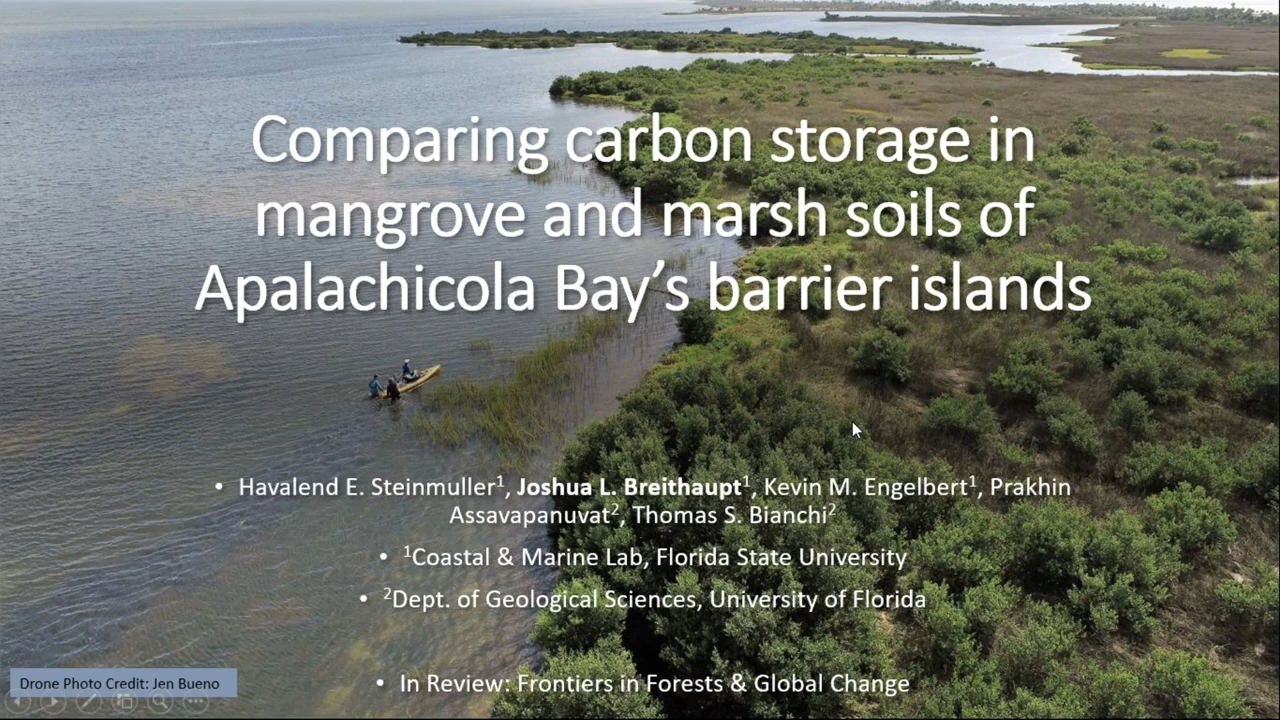 Comparing carbon storage in
mangrove and marsh soils of
Apalachicola Bay’s barrier islands
• Havalend E. Steinmuller¹, Joshua L. Breithaupt¹, Kevin M. Engelbert¹, Prakhin
Assavapanuvat², Thomas S. Bianchi²
• ¹Coastal & Marine Lab, Florida State University
• ²Dept. of Geological Sciences, University of Florida
Drone Photo Credit: Jen Bueno
• In Review: Frontiers in Forests & Global Change